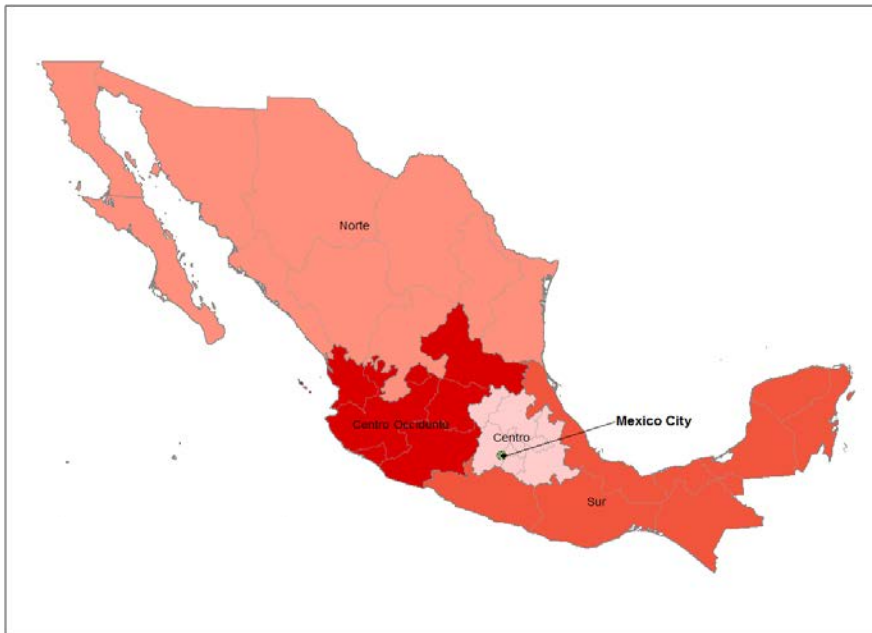 Norte
Centro Occidente
Mexico City
Centro
Sur